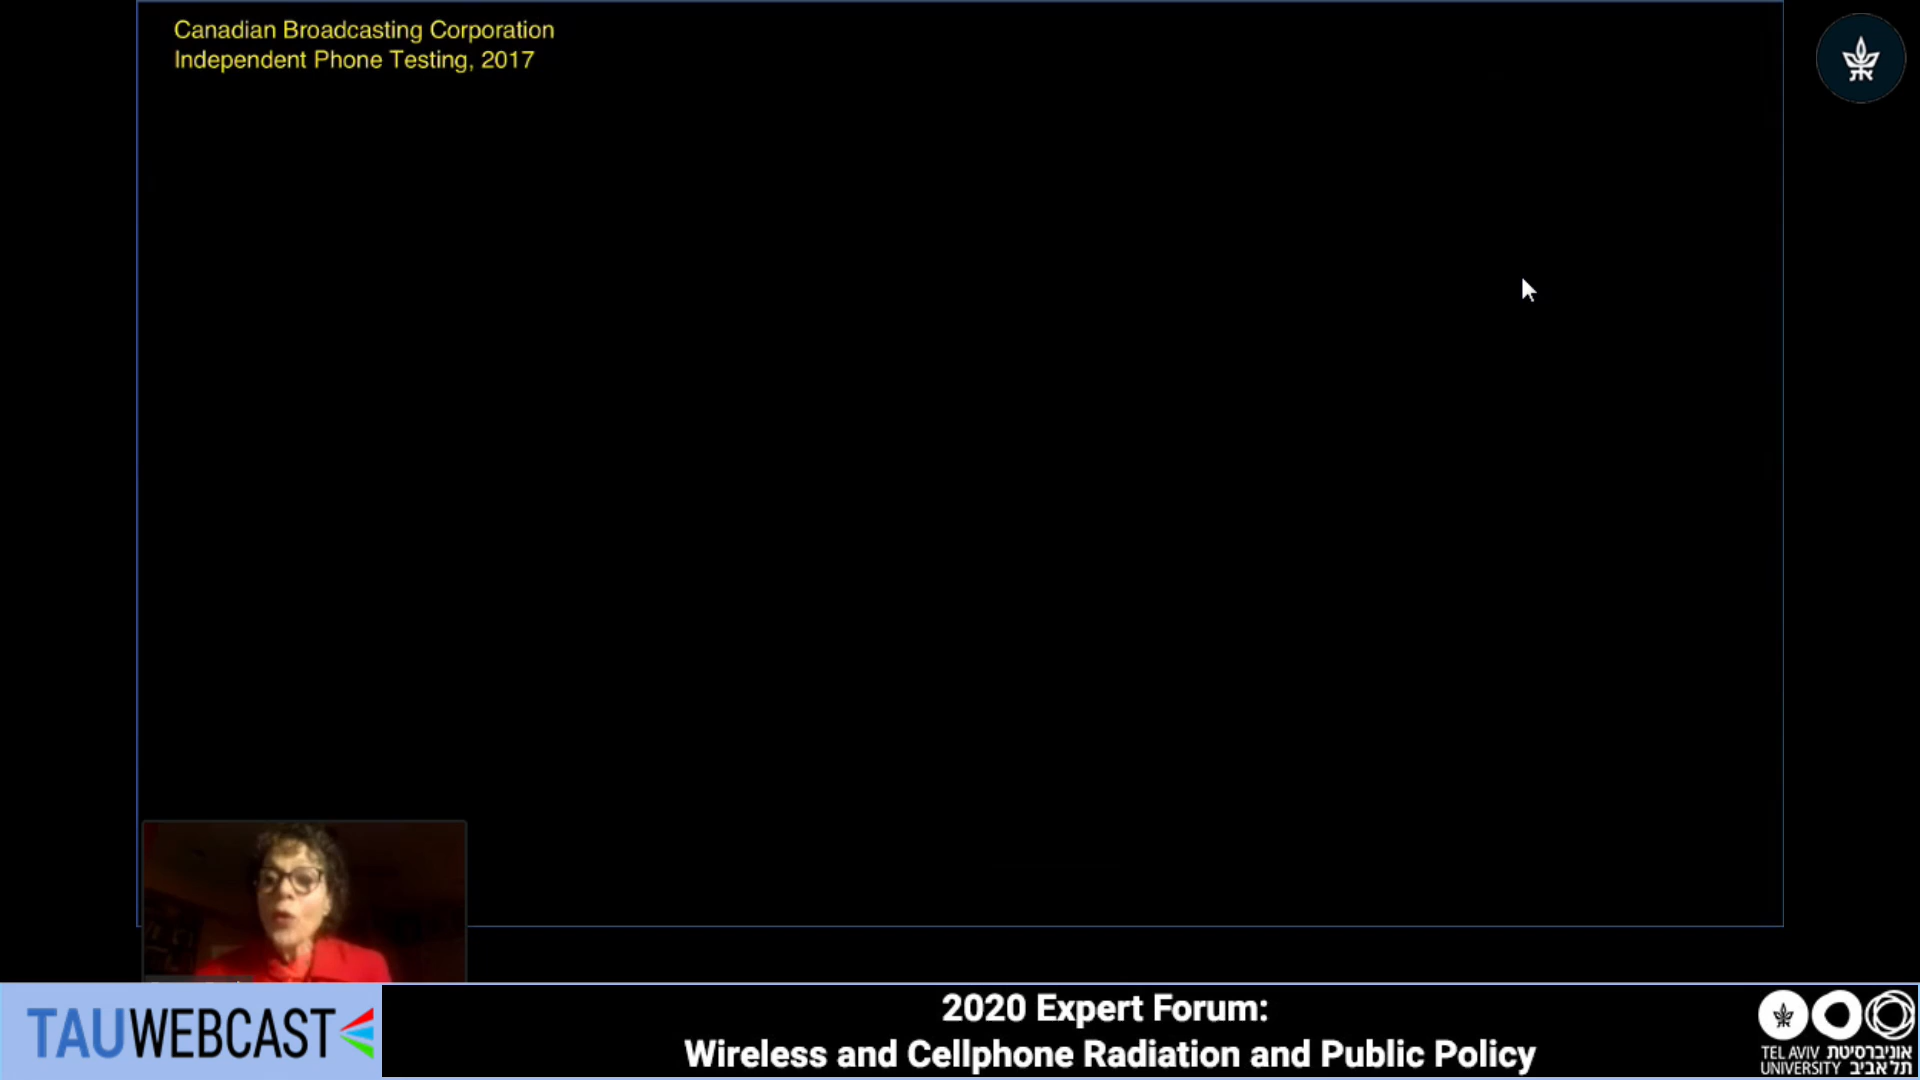 Canadian Broadcasting Corporation
Independent Phone Testing, 2017
TAUWEBCAST
2020 Expert Forum:
Wireless and Cellphone Radiation and Public Policy
TEL AVIV אוניברסיטת
UNIVERSITY תל אביב